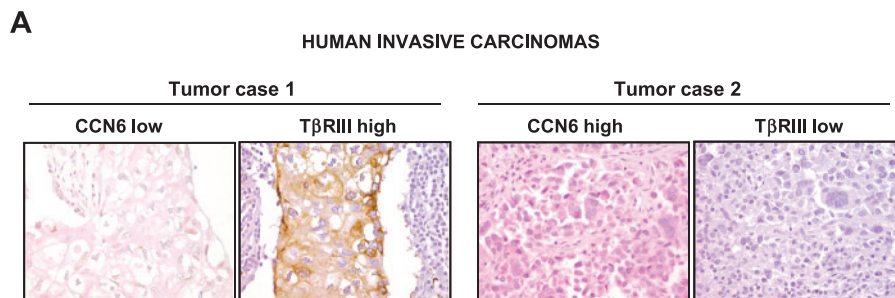 A
HUMAN INVASIVE CARCINOMAS
Tumor case 1
Tumor case 2
CCN6 low
TβRIII high
CCN6 high
TβRIII low